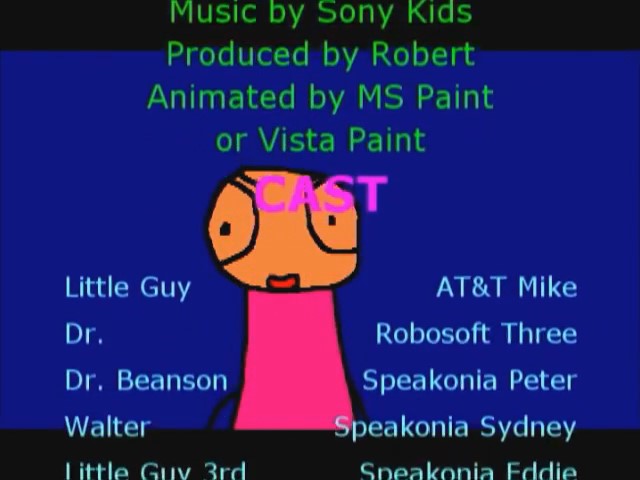 Music by Sony Kids
Produced by Robert
Animated by MS Paint
or Vista Paint
CAST
Little Guy AT&T Mike
Dr. Robosoft Three
Dr. Beanson Speakonia Peter
Walter Speakonia Sydney
Little Guy 3rd Speakonia Eddie